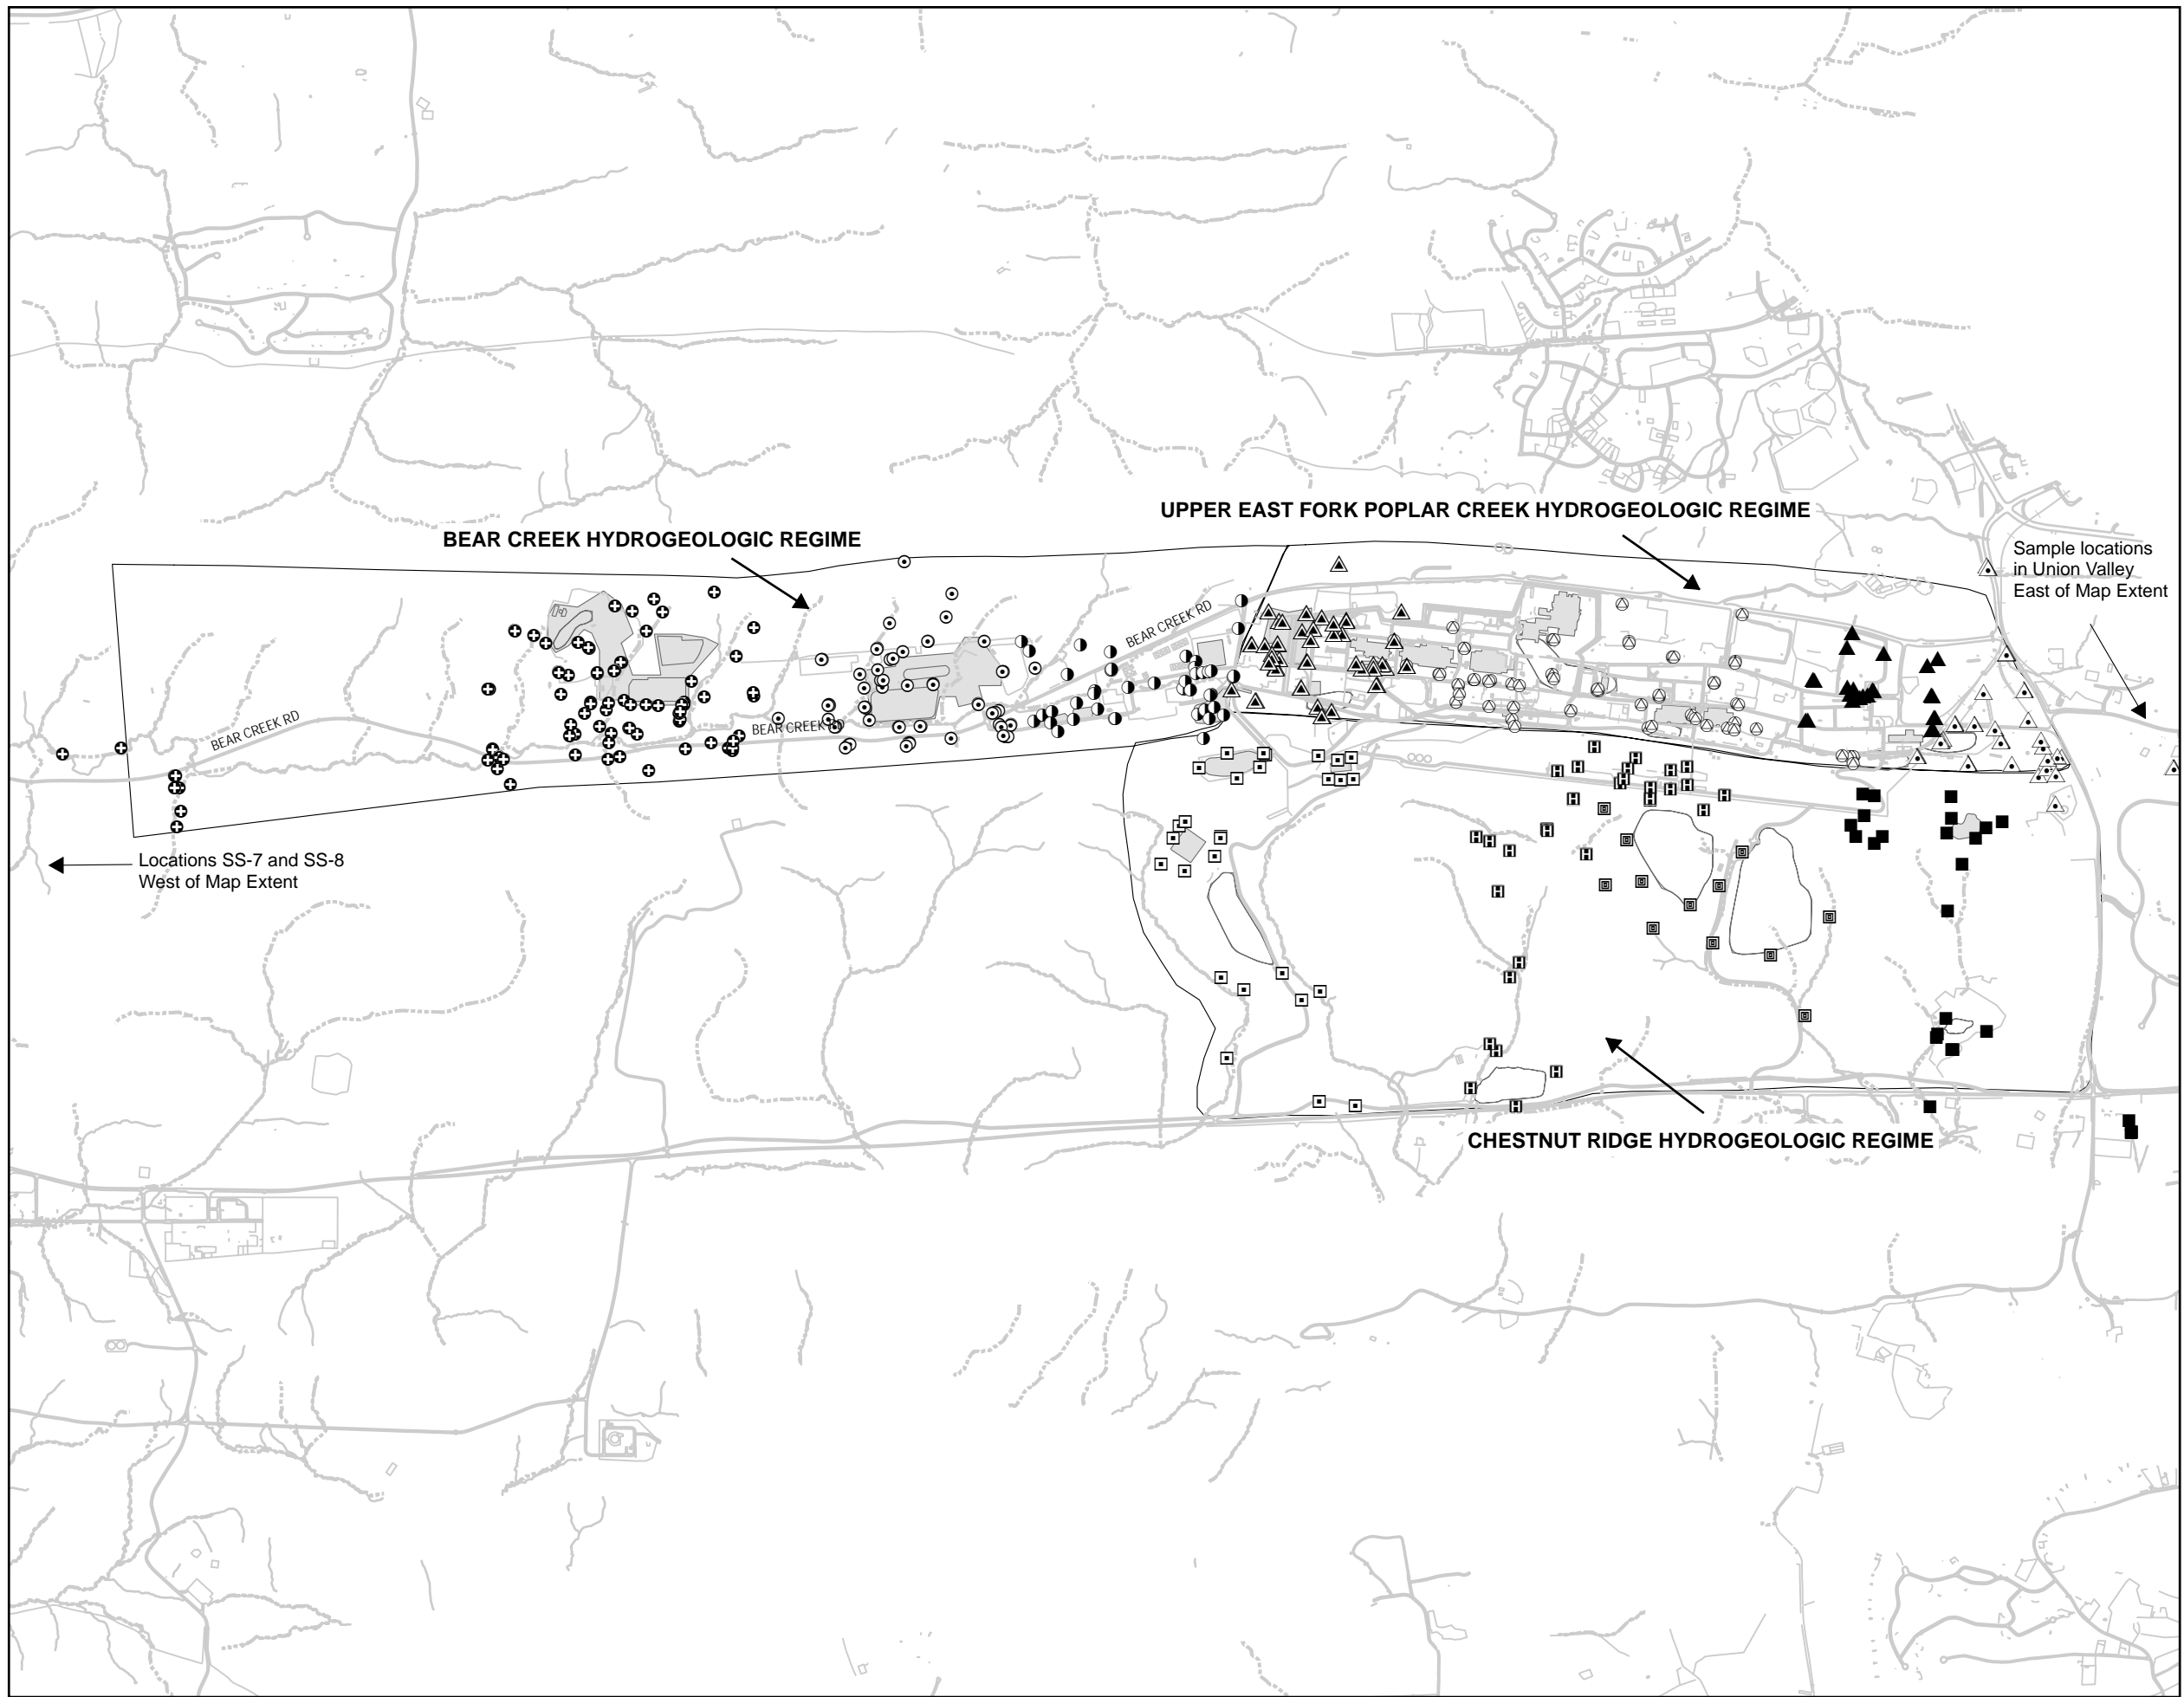 UPPER EAST FORK POPLAR CREEK HYDROGEOLOGIC REGIME
BEAR CREEK HYDROGEOLOGIC REGIME
Sample locations
in Union Valley
East of Map Extent
BEAR CREEK RD
BEAR CREEK RD
BEAR CREEK RD
Locations SS-7 and SS-8
West of Map Extent
CHESTNUT RIDGE HYDROGEOLOGIC REGIME